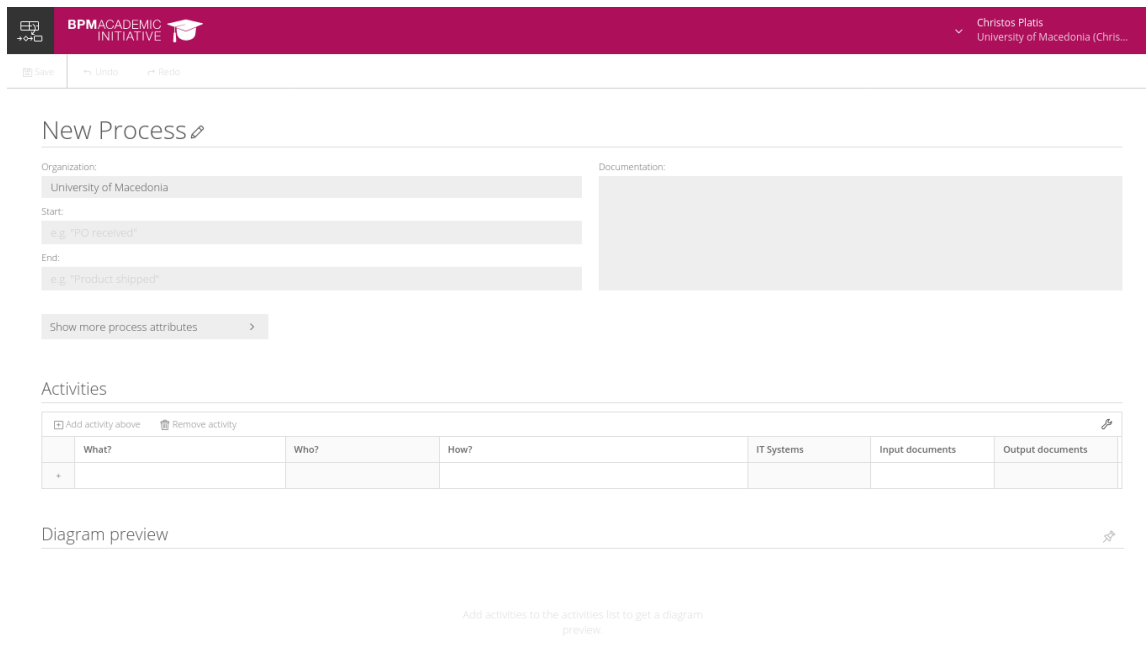 BPMACADEMIC
INITIATIVE
Christos Platis
University of Macedonia (Chris...
Save
Undo
Redo
New Process
Organization:
University of Macedonia
Start:
e.g. "PO received"
End:
e.g. "Product shipped"
Documentation:
Show more process attributes
Activities
Add activity above
Remove activity
What?
Who?
How?
IT Systems
Input documents
Output documents
+
Diagram preview
Add activities to the activities list to get a diagram
preview.